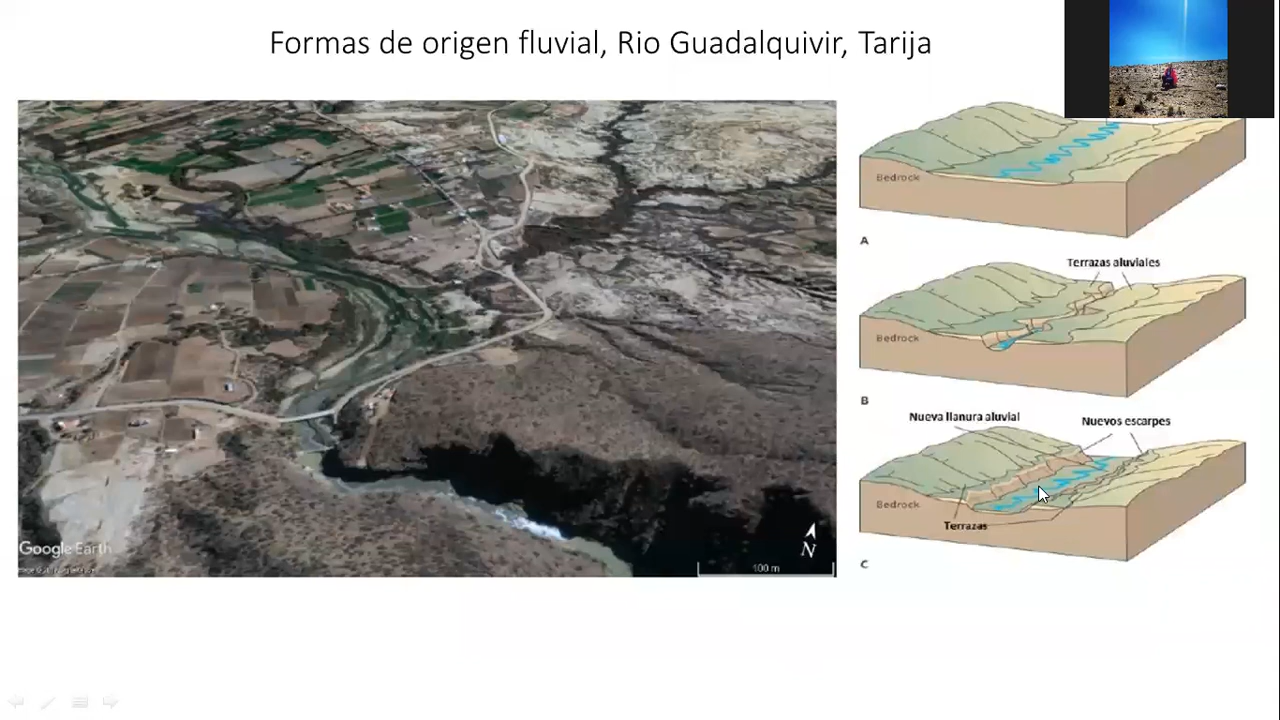 Formas de origen fluvial, Rio Guadalquivir, Tarija
Google Earth
N
100 m
Bedrock
A
Terrazas aluviales
Bedrock
B
Nueva llanura aluvial
Nuevos escarpes
Bedrock
Terrazas
C